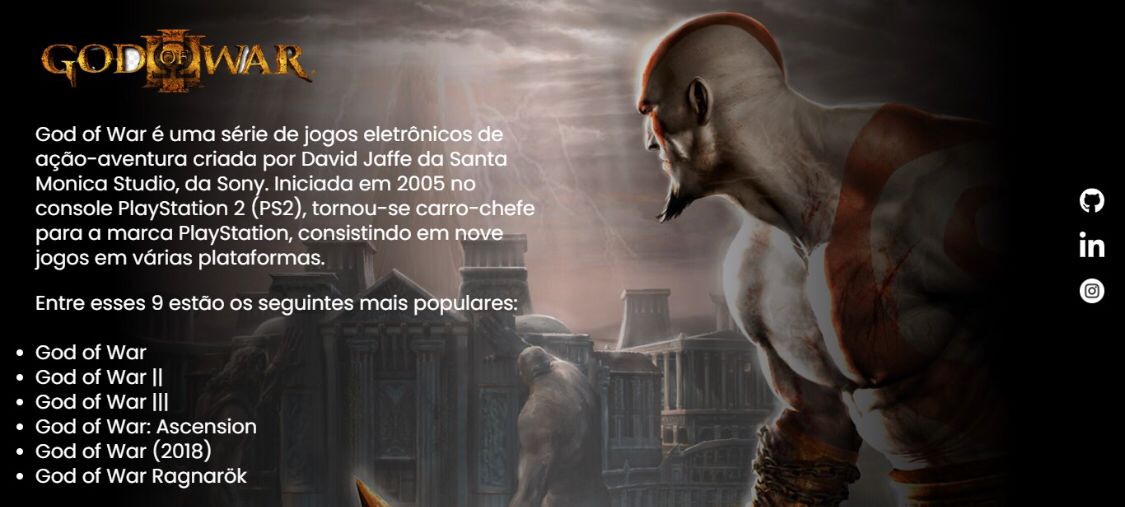 GOD OF WAR
God of War é uma série de jogos eletrônicos de
ação-aventura criada por David Jaffe da Santa
Monica Studio, da Sony. Iniciada em 2005 no
console PlayStation 2 (PS2), tornou-se carro-chefe
para a marca PlayStation, consistindo em nove
jogos em várias plataformas.
Entre esses 9 estão os seguintes mais populares:
• God of War
• God of War ||
• God of War |||
• God of War: Ascension
• God of War (2018)
• God of War Ragnarök
in